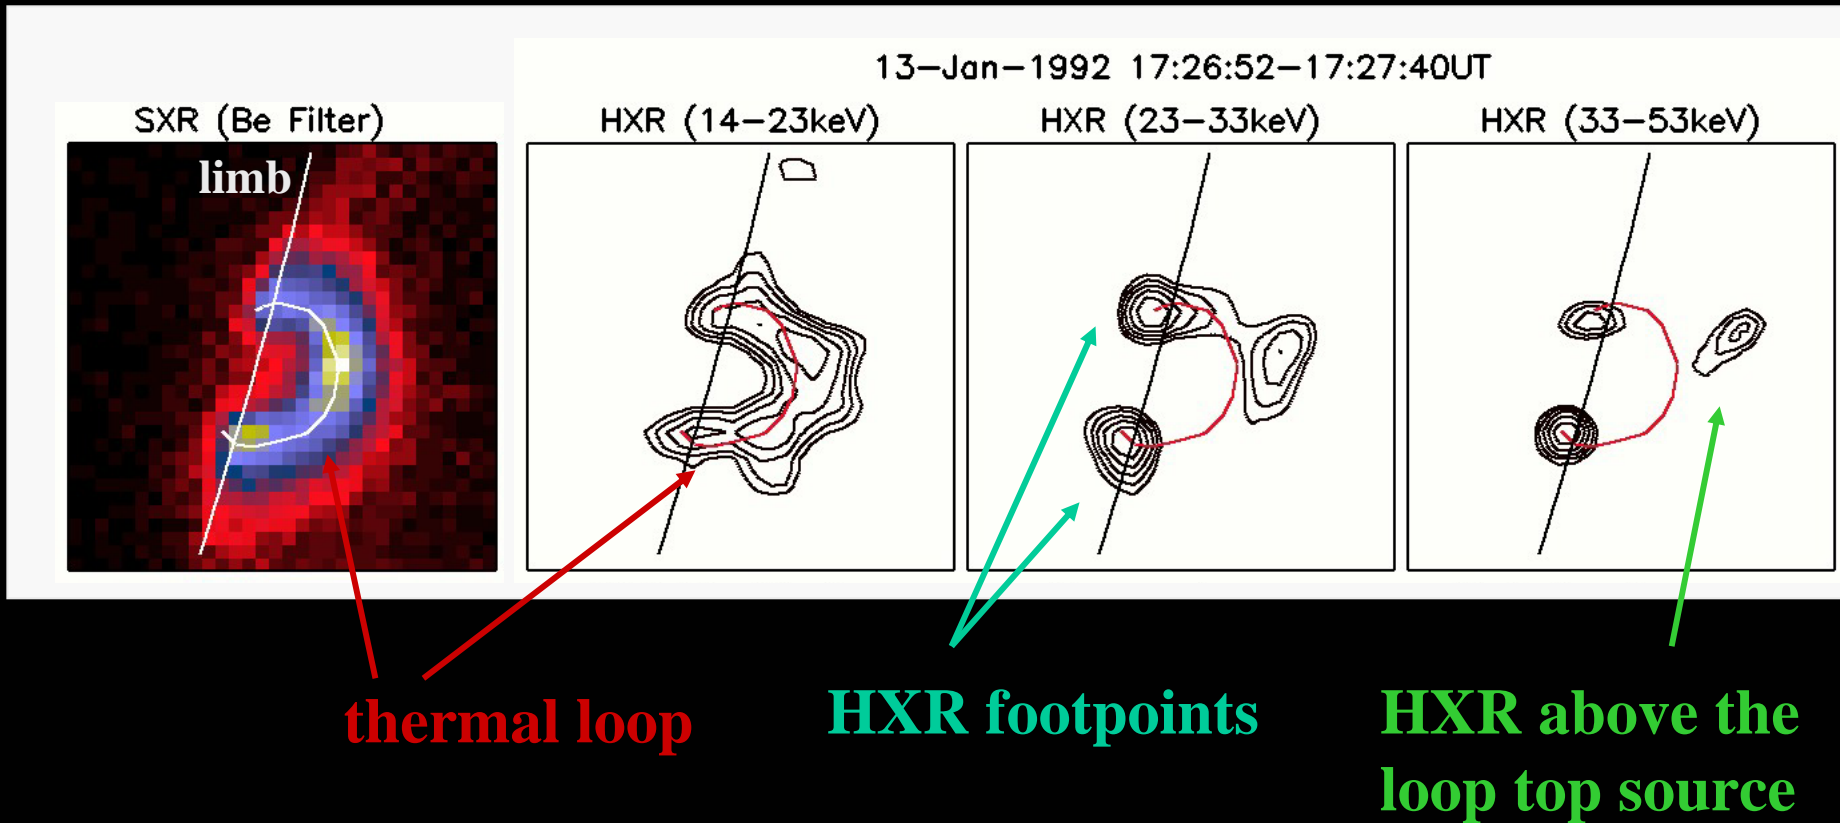 13-Jan-1992 17:26:52-17:27:40UT
SXR (Be Filter)
HXR (14-23keV)
HXR (23-33keV)
HXR (33-53keV)
limb
thermal loop
HXR footpoints
HXR above the
loop top source